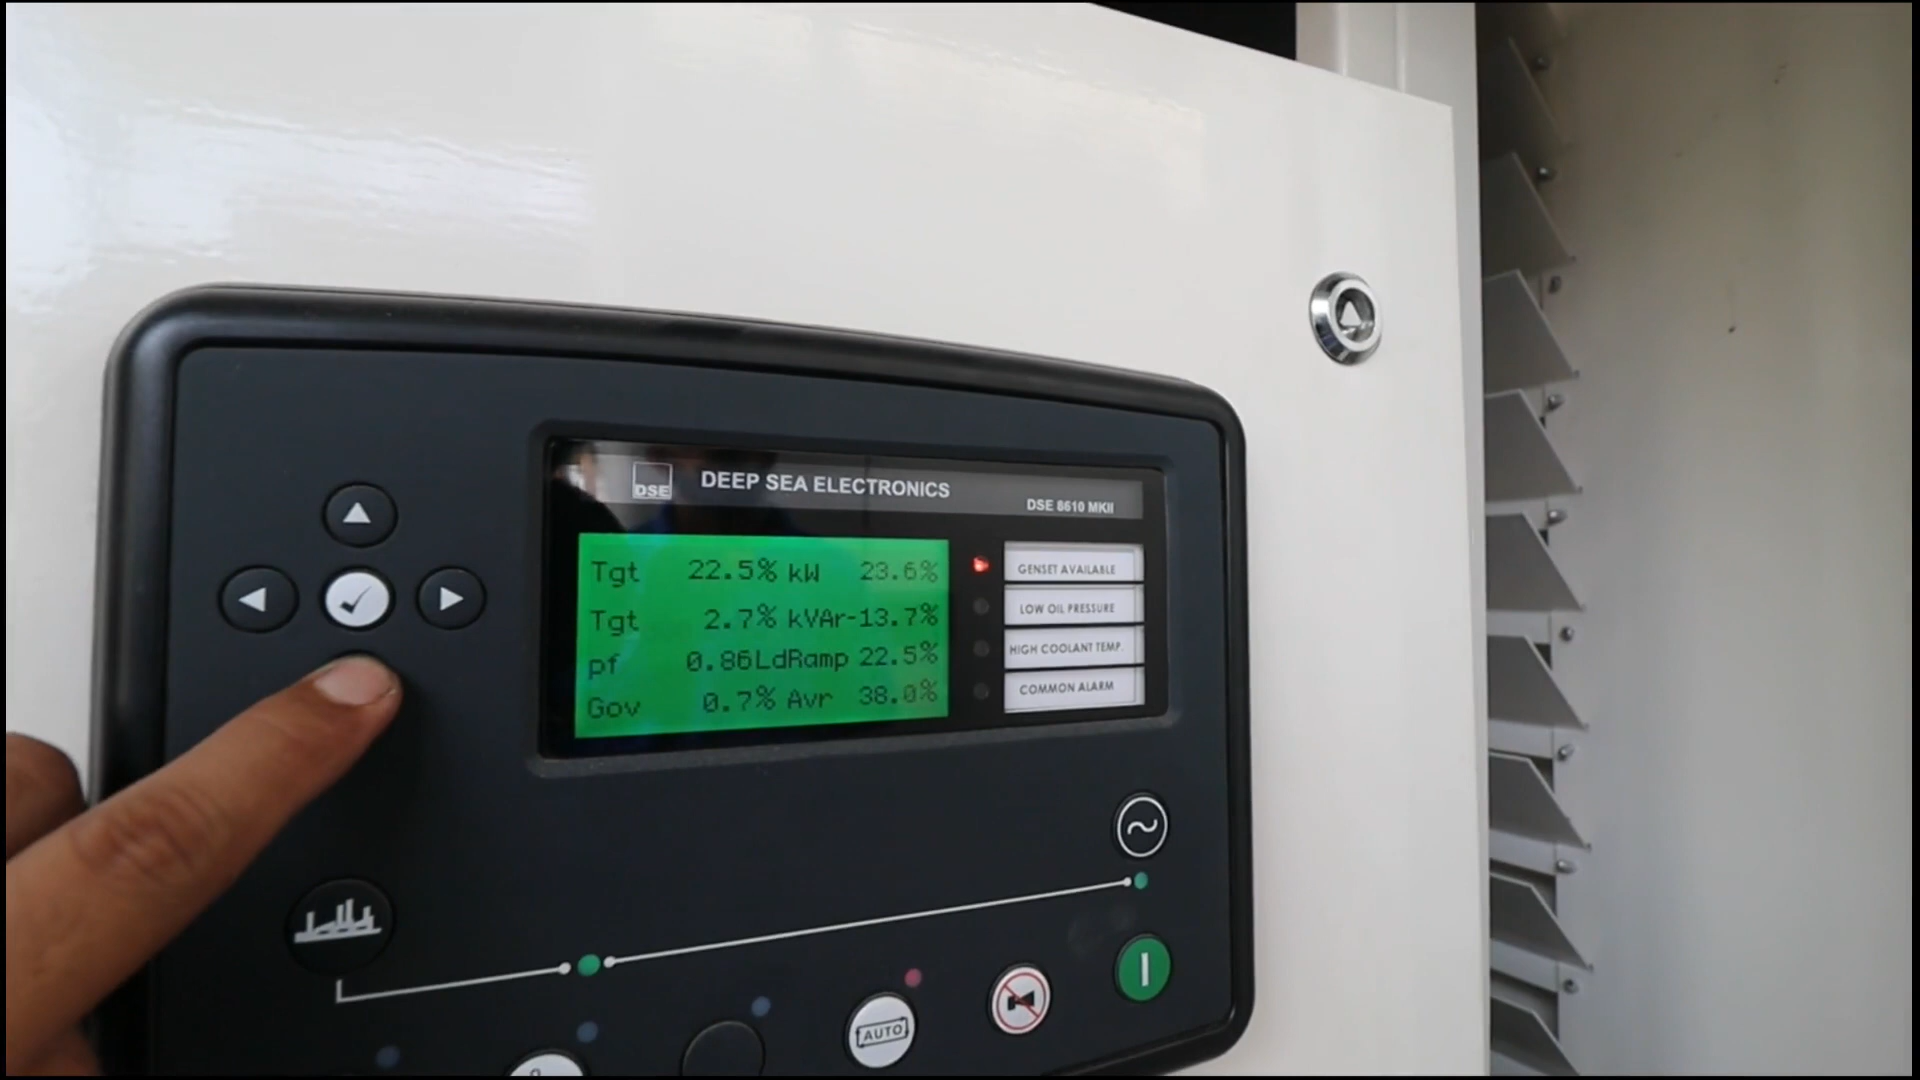 DSE DEEP SEA ELECTRONICS
DSE 8610 MKII
Tgt 22.5% kW 23.6%
Tgt 2.7% kVAr-13.7%
pf 0.86LdRamp 22.5%
Gov 0.7% Avr 38.0%
GENSET AVAILABLE
LOW OIL PRESSURE
HIGH COOLANT TEMP.
COMMON ALARM
AUTO